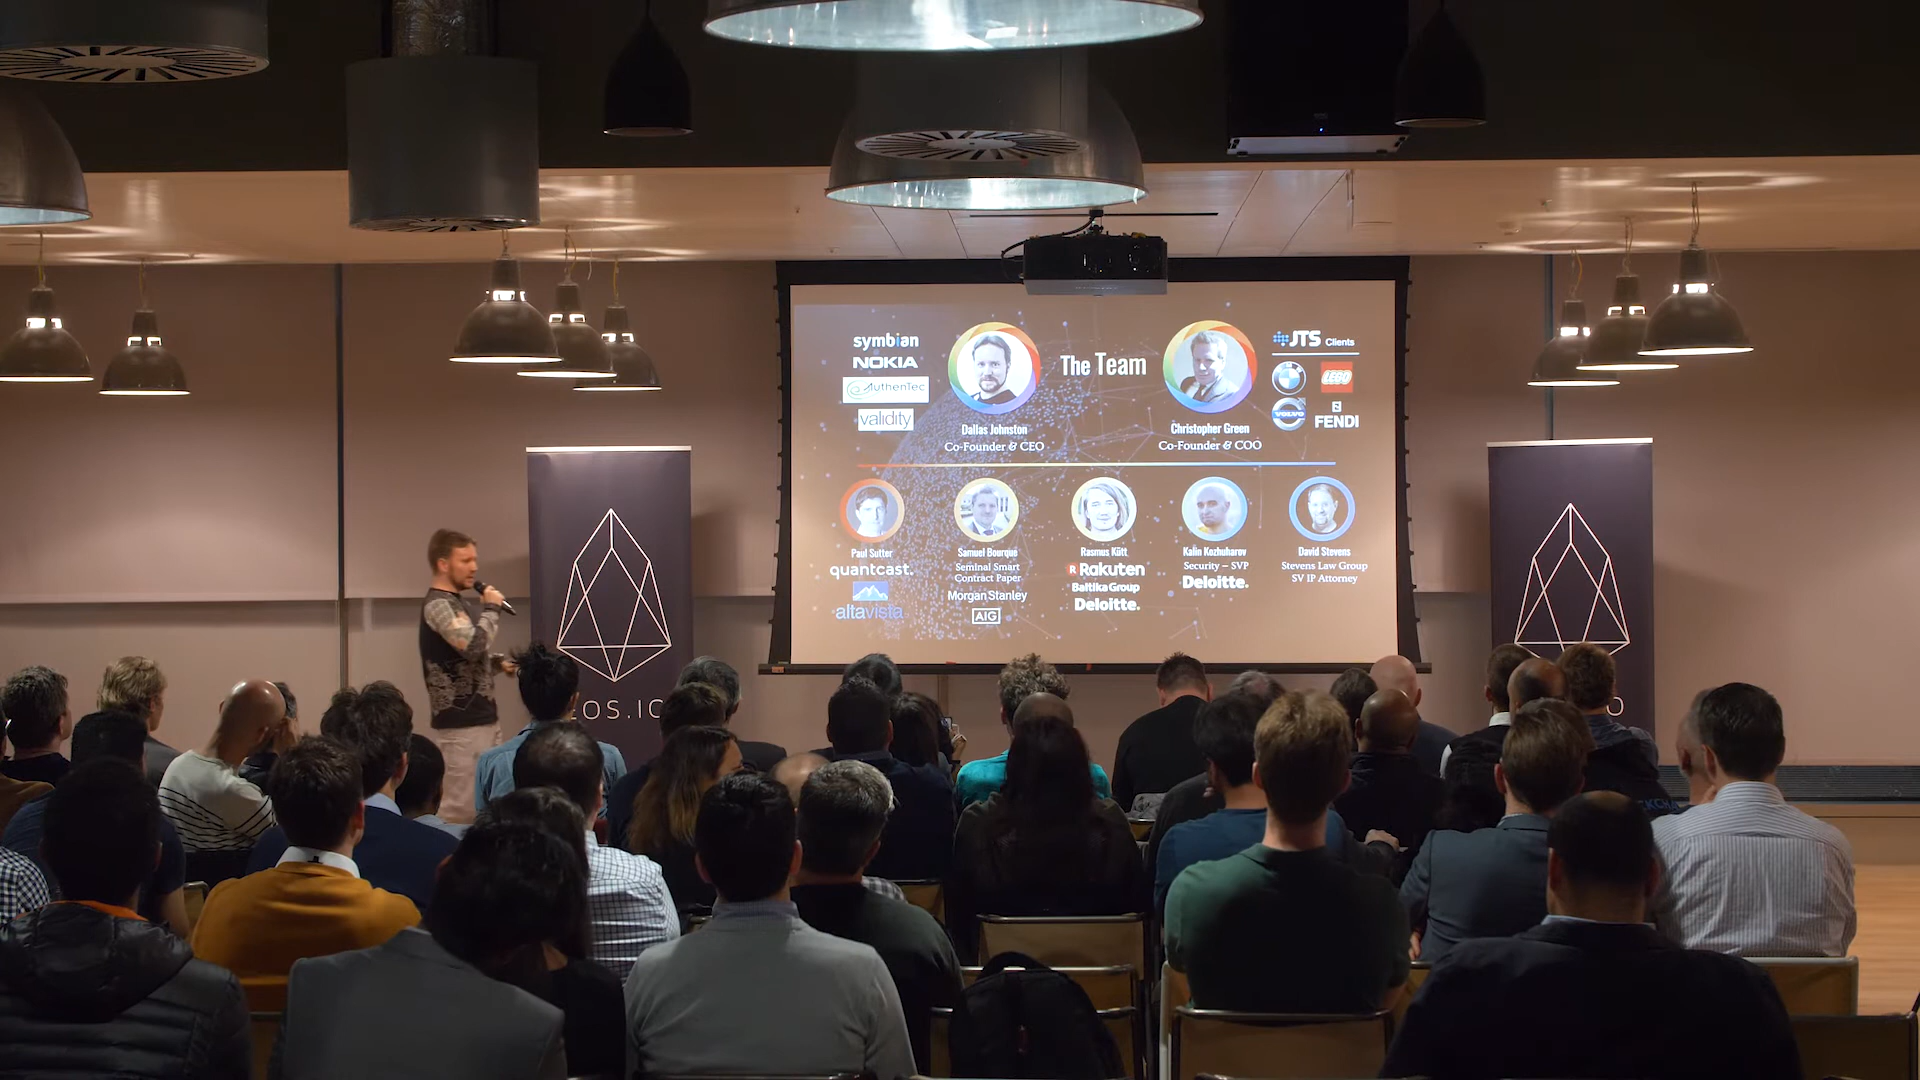 symbian
NOKIA
AuthenTec
validity
The Team
Dallas Johnston
Co-Founder & CEO
Christopher Green
Co-Founder & COO
JTS Clients
LEGO
VOLVO
FENDI
Paul Sutter
quantcast.
altavista
Samuel Bourque
Seminal Smart
Contract Paper
Morgan Stanley
AIG
Rasmus Kütt
R Rakuten
Baltika Group
Deloitte.
Kalin Kozhuharov
Security – SVP
Deloitte.
David Stevens
Stevens Law Group
SV IP Attorney
EOS.IO
O